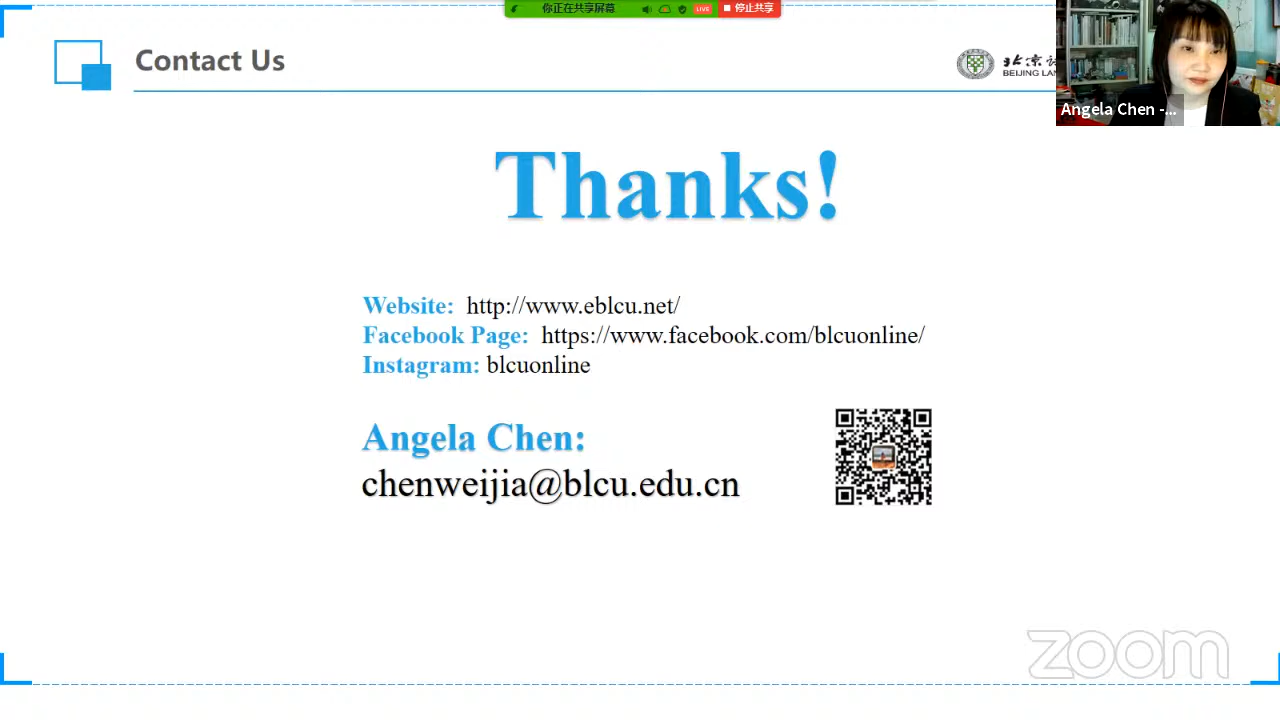 你正在共享屏幕
LIVE
停止共享
Contact Us
北京
BEIJING LAN
Angela Chen -...
Thanks!
Website: http://www.eblcu.net/
Facebook Page: https://www.facebook.com/blcuonline/
Instagram: blcuonline
Angela Chen:
chenweijia@blcu.edu.cn
zoom